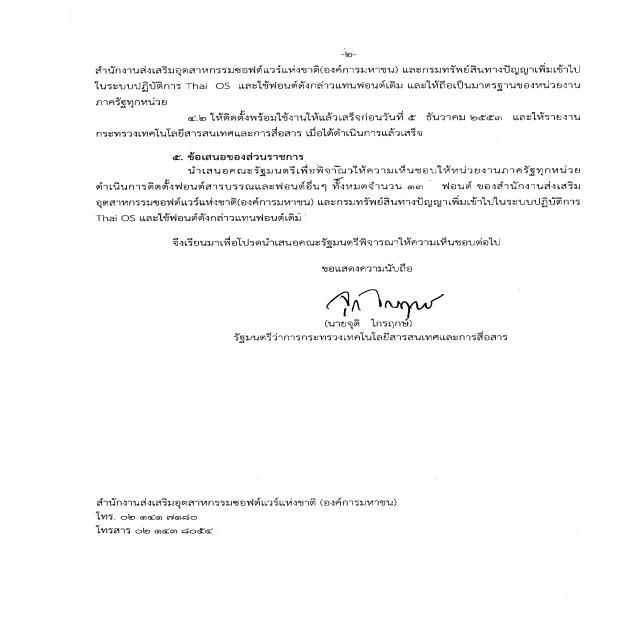 -๒-
สำนักงานส่งเสริมอุตสาหกรรมซอฟต์แวร์แห่งชาติ(องค์การมหาชน) และกรมทรัพย์สินทางปัญญาเพิ่มเข้าไป
ในระบบปฏิบัติการ Thai OS และใช้ฟอนต์ดังกล่าวแทนฟอนต์เดิม และให้ถือเป็นมาตรฐานของหน่วยงาน
ภาครัฐทุกหน่วย
๔.๒ ให้ติดตั้งพร้อมใช้งานให้แล้วเสร็จก่อนวันที่ ๕ ธันวาคม ๒๕๕๓ และให้รายงาน
กระทรวงเทคโนโลยีสารสนเทศและการสื่อสาร เมื่อได้ดำเนินการแล้วเสร็จ
๕. ข้อเสนอของส่วนราชการ
นำเสนอคณะรัฐมนตรีเพื่อพิจารณาให้ความเห็นชอบให้หน่วยงานภาครัฐทุกหน่วย
ดำเนินการติดตั้งฟอนต์สารบรรณและฟอนต์อื่นๆ ทั้งหมดจำนวน ๑๓ ฟอนต์ ของสำนักงานส่งเสริม
อุตสาหกรรมซอฟต์แวร์แห่งชาติ(องค์การมหาชน) และกรมทรัพย์สินทางปัญญาเพิ่มเข้าไปในระบบปฏิบัติการ
Thai OS และใช้ฟอนต์ดังกล่าวแทนฟอนต์เดิม
จึงเรียนมาเพื่อโปรดนำเสนอคณะรัฐมนตรีพิจารณาให้ความเห็นชอบต่อไป
ขอแสดงความนับถือ
(นายจุติ ไกรฤกษ์)
รัฐมนตรีว่าการกระทรวงเทคโนโลยีสารสนเทศและการสื่อสาร
สำนักงานส่งเสริมอุตสาหกรรมซอฟต์แวร์แห่งชาติ (องค์การมหาชน)
โทร. ๐๒ ๑๔๑ ๗๑๘๐
โทรสาร ๐๒ ๑๔๓ ๘๐๕๔